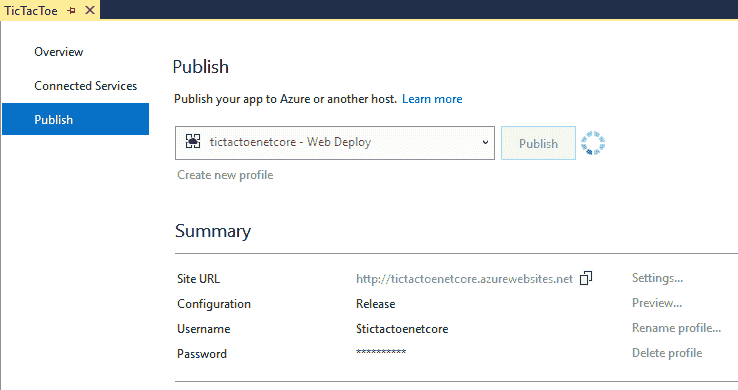 TicTacToe
Overview
Connected Services
Publish
Publish
Publish your app to Azure or another host. Learn more
tictactoenetcore - Web Deploy
Publish
Create new profile
Summary
Site URL http://tictactoenetcore.azurewebsites.net Settings...
Configuration Release Preview...
Username $tictactoenetcore Rename profile...
Password ********** Delete profile